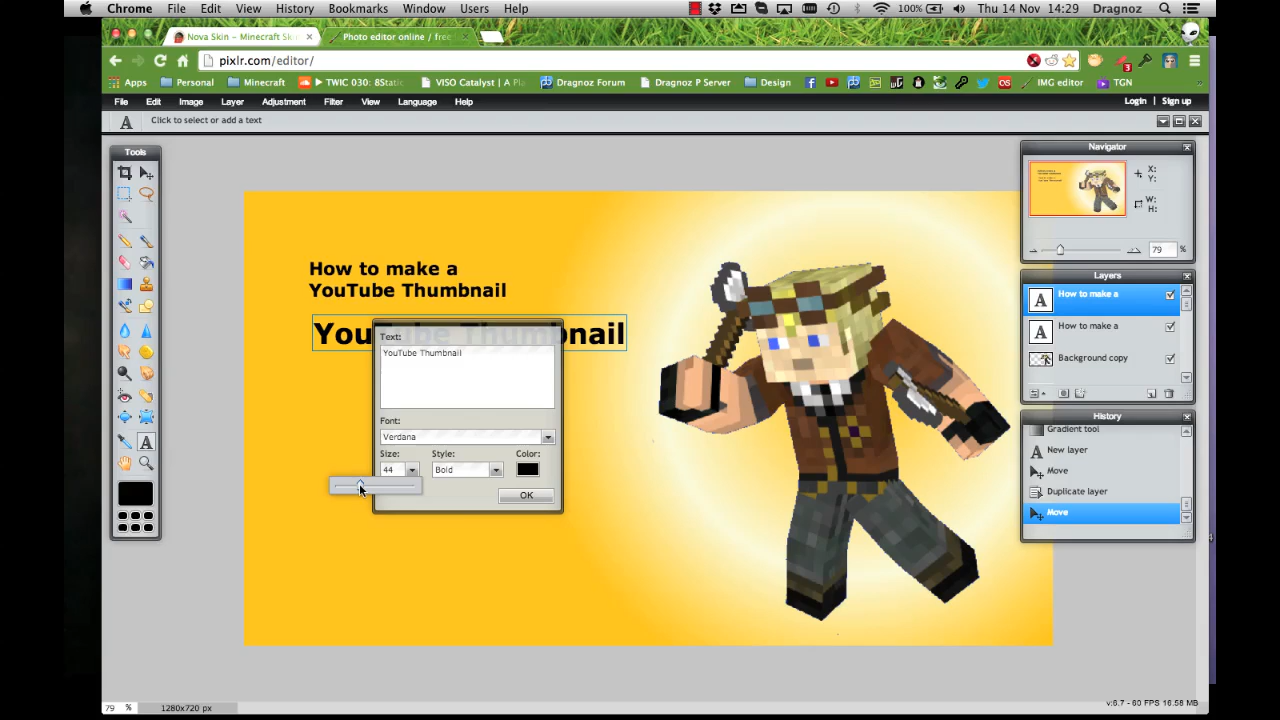 Chrome File Edit View History Bookmarks Window Users Help 100% Thu 14 Nov 14:29 Dragnoz
Nova Skin – Minecraft Ski
Photo editor online / free
pixlr.com/editor/
Apps Personal Minecraft TWIC 030: 8Static VISO Catalyst | A Pla Dragnoz Forum Dragnoz P Server Design IMG editor TGN
File Edit Image Layer Adjustment Filter View Language Help Login | Sign up
A Click to select or add a text
Tools
Navigator
X:
Y:
W:
H:
79 %
How to make a
YouTube Thumbnail
YouTube Thumbnail
Text:
YouTube Thumbnail
Font:
Verdana
Size: Style: Color:
44 Bold
OK
Layers
A How to make a
A How to make a
Background copy
History
Gradient tool
A New layer
Move
Duplicate layer
Move
79 % 1280x720 px
v:6.7 - 60 FPS 16.58 MB